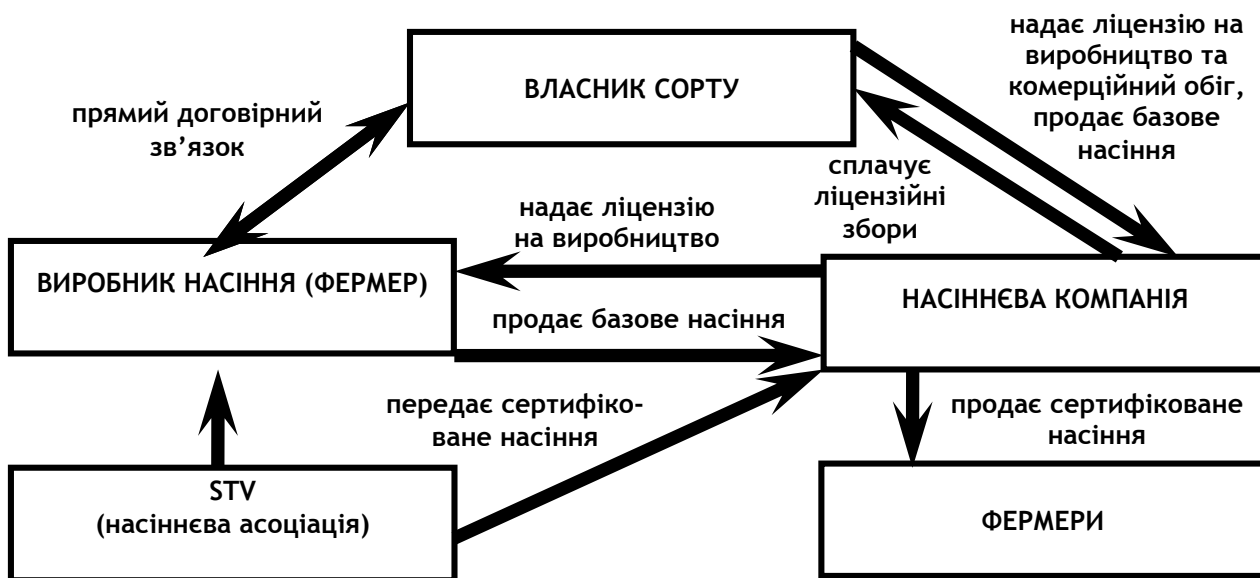 надає ліцензію на
виробництво та
комерційний обіг,
продає базове
насіння
ВЛАСНИК СОРТУ
прямий договірний
зв’язок
сплачує
ліцензійні
збори
надає ліцензію
на виробництво
ВИРОБНИК НАСІННЯ (ФЕРМЕР)
НАСІННЄВА КОМПАНІЯ
продає базове насіння
передає сертифіко-
ване насіння
продає сертифіковане
насіння
STV
(насіннєва асоціація)
ФЕРМЕРИ